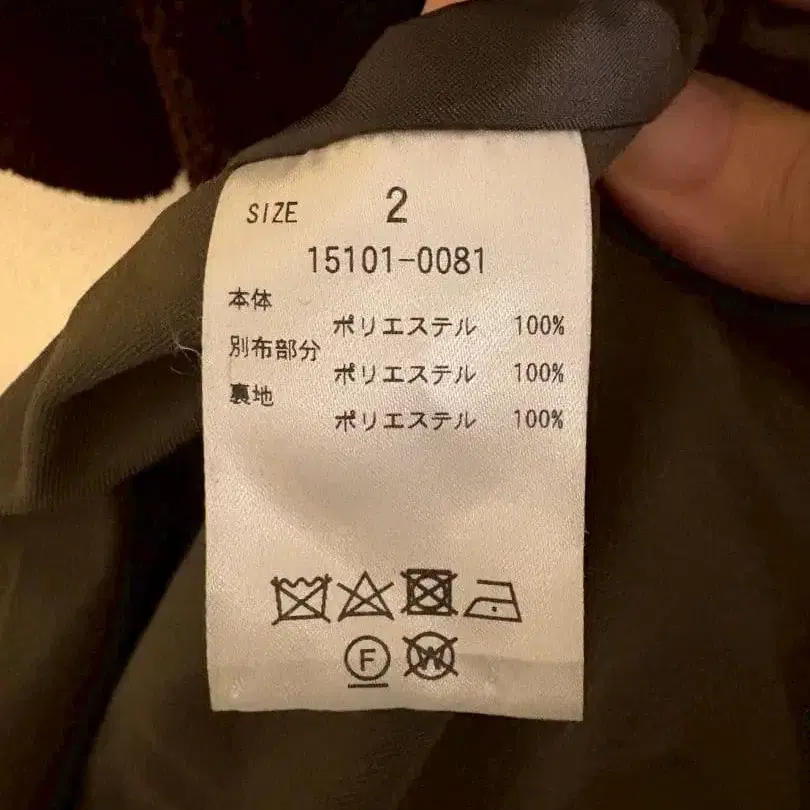 SIZE 2
15101-0081
本体
ポリエステル 100%
別布部分
ポリエステル 100%
裏地
ポリエステル 100%
F W